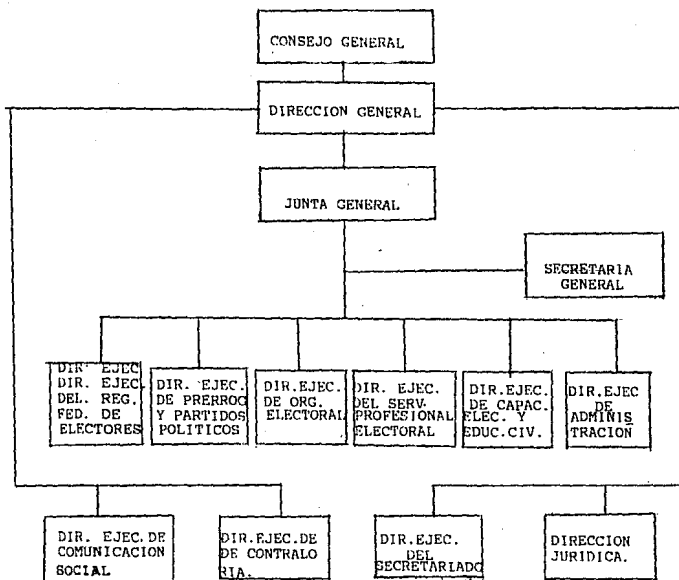 CONSEJO GENERAL
DIRECCION GENERAL
JUNTA GENERAL
SECRETARIA
GENERAL
DIR. EJEC
DIR. EJEC.
DEL. REG.
FED. DE
ELECTORES
DIR. EJEC.
DE PRERROG
Y PARTIDOS
POLITICOS
DIR.EJEC.
DE ORG.
ELECTORAL
DIR. EJEC.
DEL SERV.
PROFESIONAL
ELECTORAL
DIR.EJEC.
DE CAPAC.
ELEC. Y
EDUC.CIV.
DIR.EJEC
DE
ADMINIS
TRACION
DIR. EJEC.DE
COMUNICACION
SOCIAL
DIR.EJEC.DE
DE CONTRALO
RIA.
DIR.EJEC.
DEL
SECRETARIADO
DIRECCION
JURIDICA.